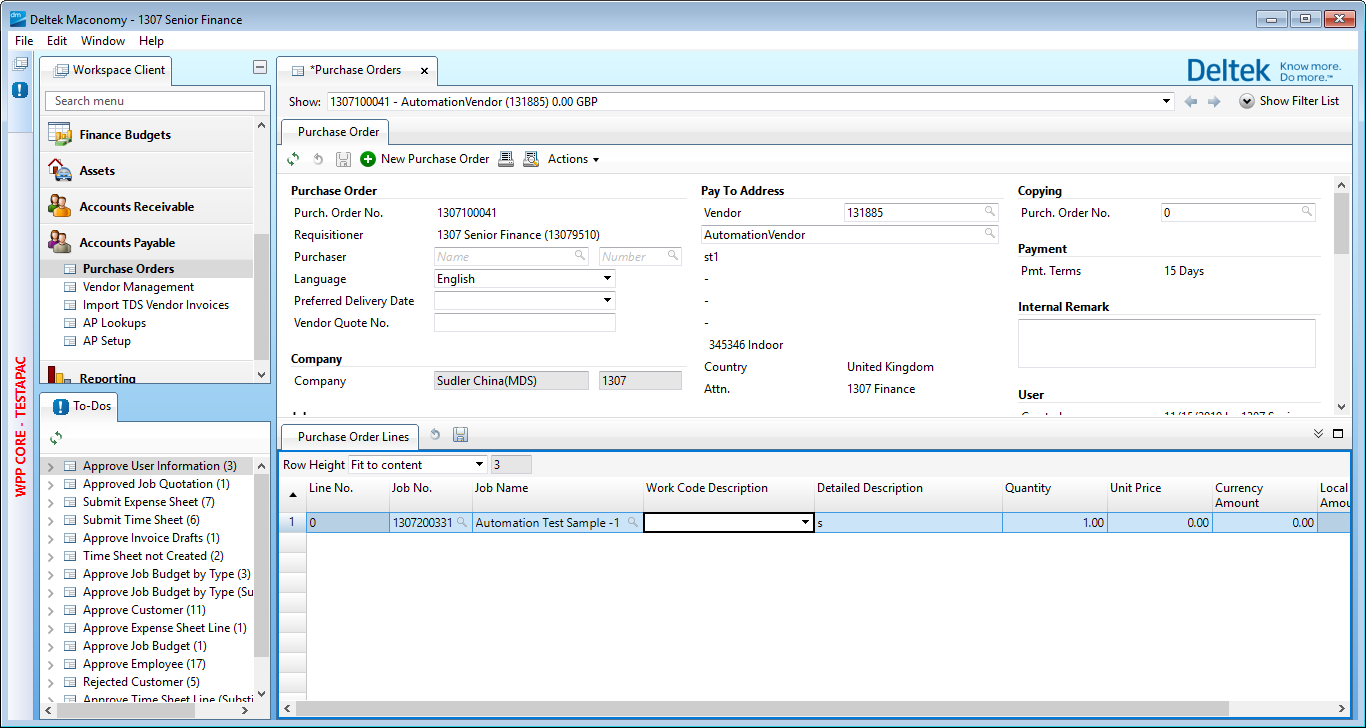 Deltek Maconomy - 1307 Senior Finance
File Edit Window Help
WPP CORE - TESTAPAC
Workspace Client
Search menu
Finance Budgets
Assets
Accounts Receivable
Accounts Payable
Purchase Orders
Vendor Management
Import TDS Vendor Invoices
AP Lookups
AP Setup
Reporting
To-Dos
Approve User Information (3)
Approved Job Quotation (1)
Submit Expense Sheet (7)
Submit Time Sheet (6)
Approve Invoice Drafts (1)
Time Sheet not Created (2)
Approve Job Budget by Type (3)
Approve Job Budget by Type (Su
Approve Customer (11)
Approve Expense Sheet Line (1)
Approve Job Budget (1)
Approve Employee (17)
Rejected Customer (5)
Approve Time Sheet Line (Substi
*Purchase Orders
Deltek Know more.
Do more.™
Show: 1307100041 - AutomationVendor (131885) 0.00 GBP
Show Filter List
Purchase Order
New Purchase Order Actions
Purchase Order
Purch. Order No. 1307100041
Requisitioner 1307 Senior Finance (13079510)
Purchaser Name Number
Language English
Preferred Delivery Date
Vendor Quote No.
Company
Company Sudler China(MDS) 1307
Pay To Address
Vendor 131885
AutomationVendor
st1
-
-
-
345346 Indoor
Country United Kingdom
Attn. 1307 Finance
Copying
Purch. Order No. 0
Payment
Pmt. Terms 15 Days
Internal Remark
User
Purchase Order Lines
Row Height Fit to content 3
Line No. Job No. Job Name Work Code Description Detailed Description Quantity Unit Price Currency Amount Local Amou
1 0 1307200331 Automation Test Sample -1 s 1.00 0.00 0.00